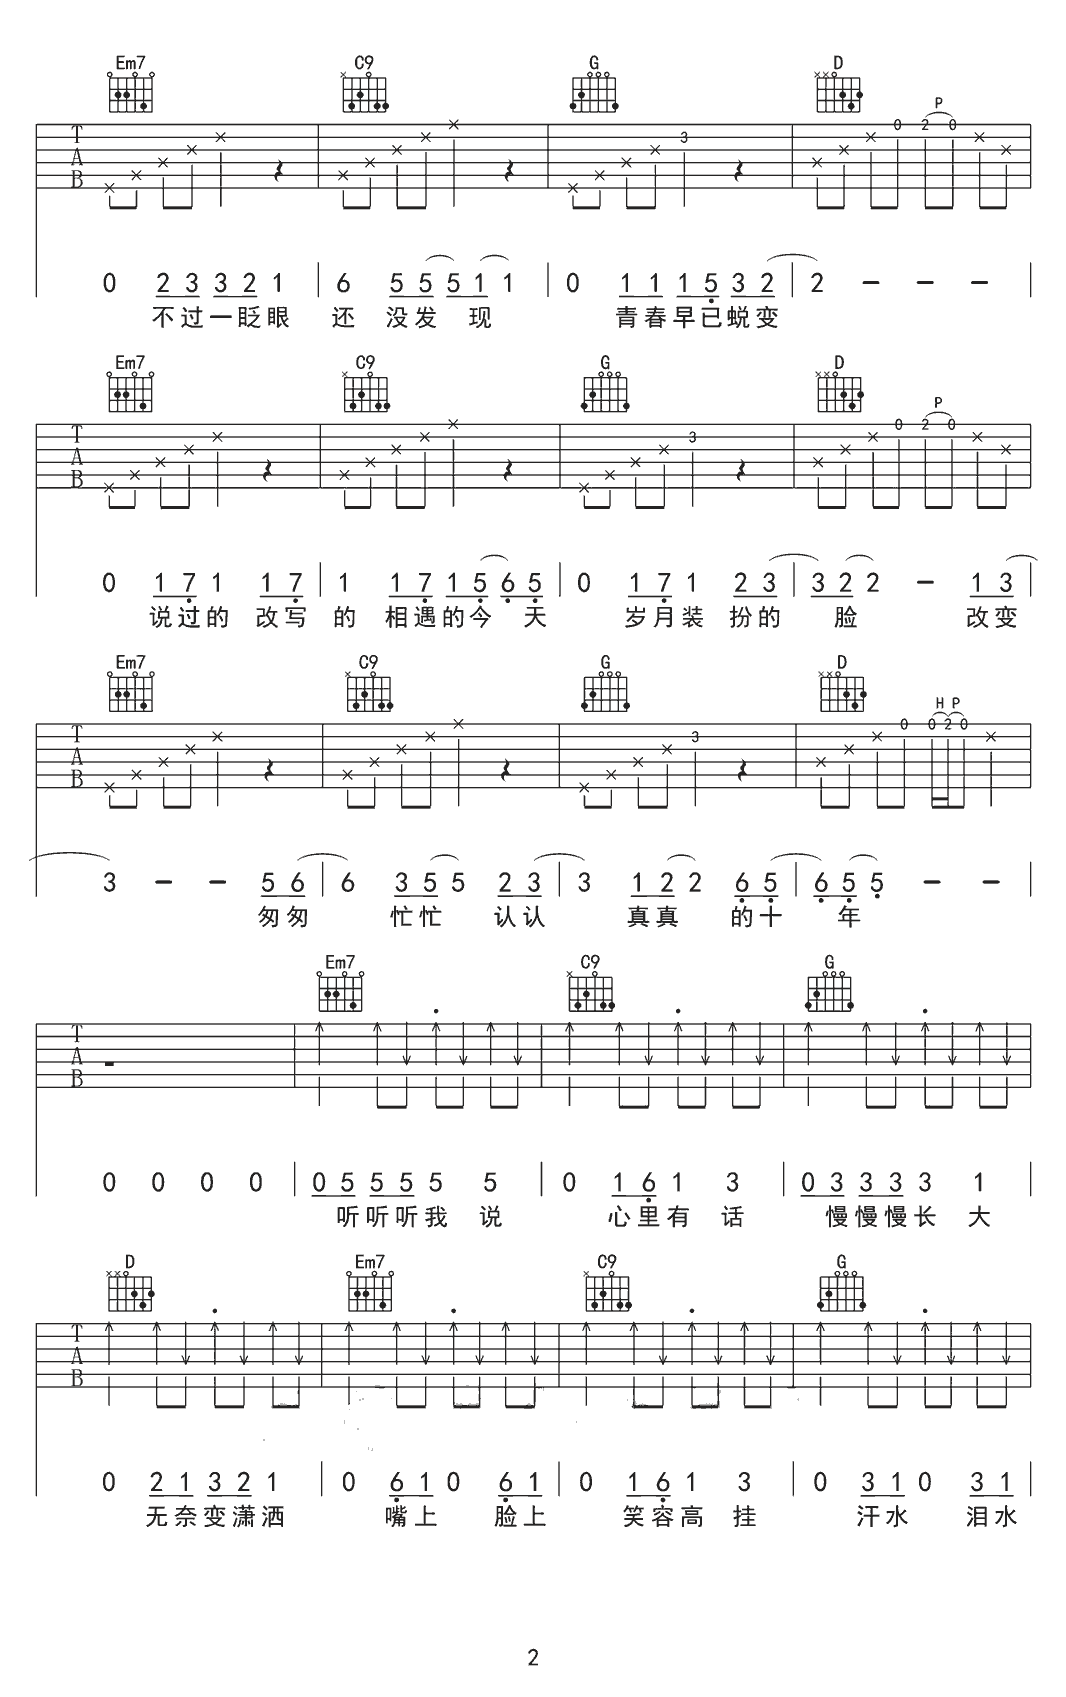 Em7 C9 G D
T A B 3 0 2 P 0
0 2 3 3 2 1 6 5 5 5 1 1 0 1 1 1 5 3 2 2 - - -
不过一眨眼 还 没发 现 青春早已蜕变
Em7 C9 G D
T A B 3 0 2 P 0
0 1 7 1 1 7 1 1 7 1 5 6 5 0 1 7 1 2 3 3 2 2 - 1 3
说过的 改写 的 相遇的今 天 岁月装 扮的 脸 改变
Em7 C9 G D
T A B 3 0 0 H 2 P 0
3 - - 5 6 6 3 5 5 2 3 3 1 2 2 6 5 6 5 5 - -
匆匆 忙忙 认认 真真 的十 年
Em7 C9 G
T A B
0 0 0 0 0 5 5 5 5 5 0 1 6 1 3 0 3 3 3 3 1
听听听我 说 心里有 话 慢慢慢长 大
D Em7 C9 G
T A B
0 2 1 3 2 1 0 6 1 0 6 1 0 1 6 1 3 0 3 1 0 3 1
无奈变潇洒 嘴上 脸上 笑容高 挂 汗水 泪水
2